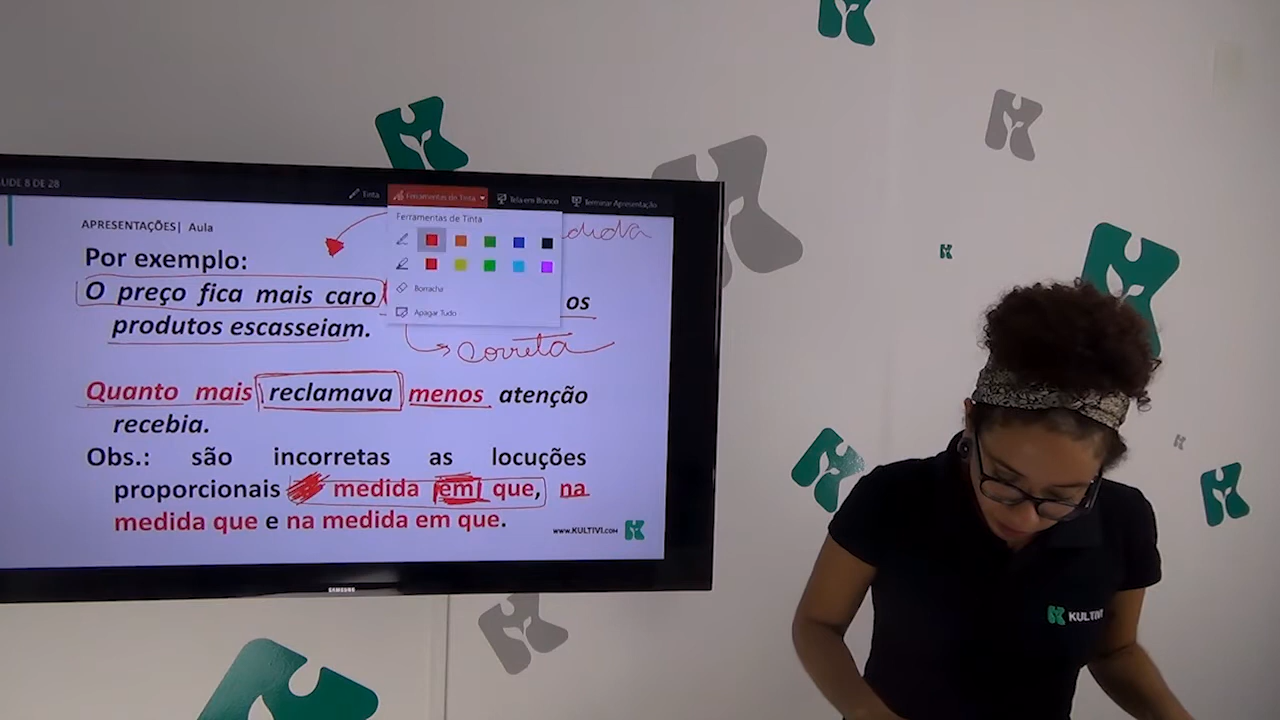 SLIDE 8 DE 28
Tinta
Ferramentas de Tinta
Tela em Branco
Terminar Apresentação
APRESENTAÇÕES| Aula
Ferramentas de Tinta
Borracha
Apagar Tudo
Por exemplo:
O preço fica mais caro
os
produtos escasseiam.
correta
Quanto mais reclamava menos atenção
recebia.
Obs.: são incorretas as locuções
proporcionais medida em que, na
medida que e na medida em que.
www.KULTIVI.COM
SAMSUNG
KULTIVI